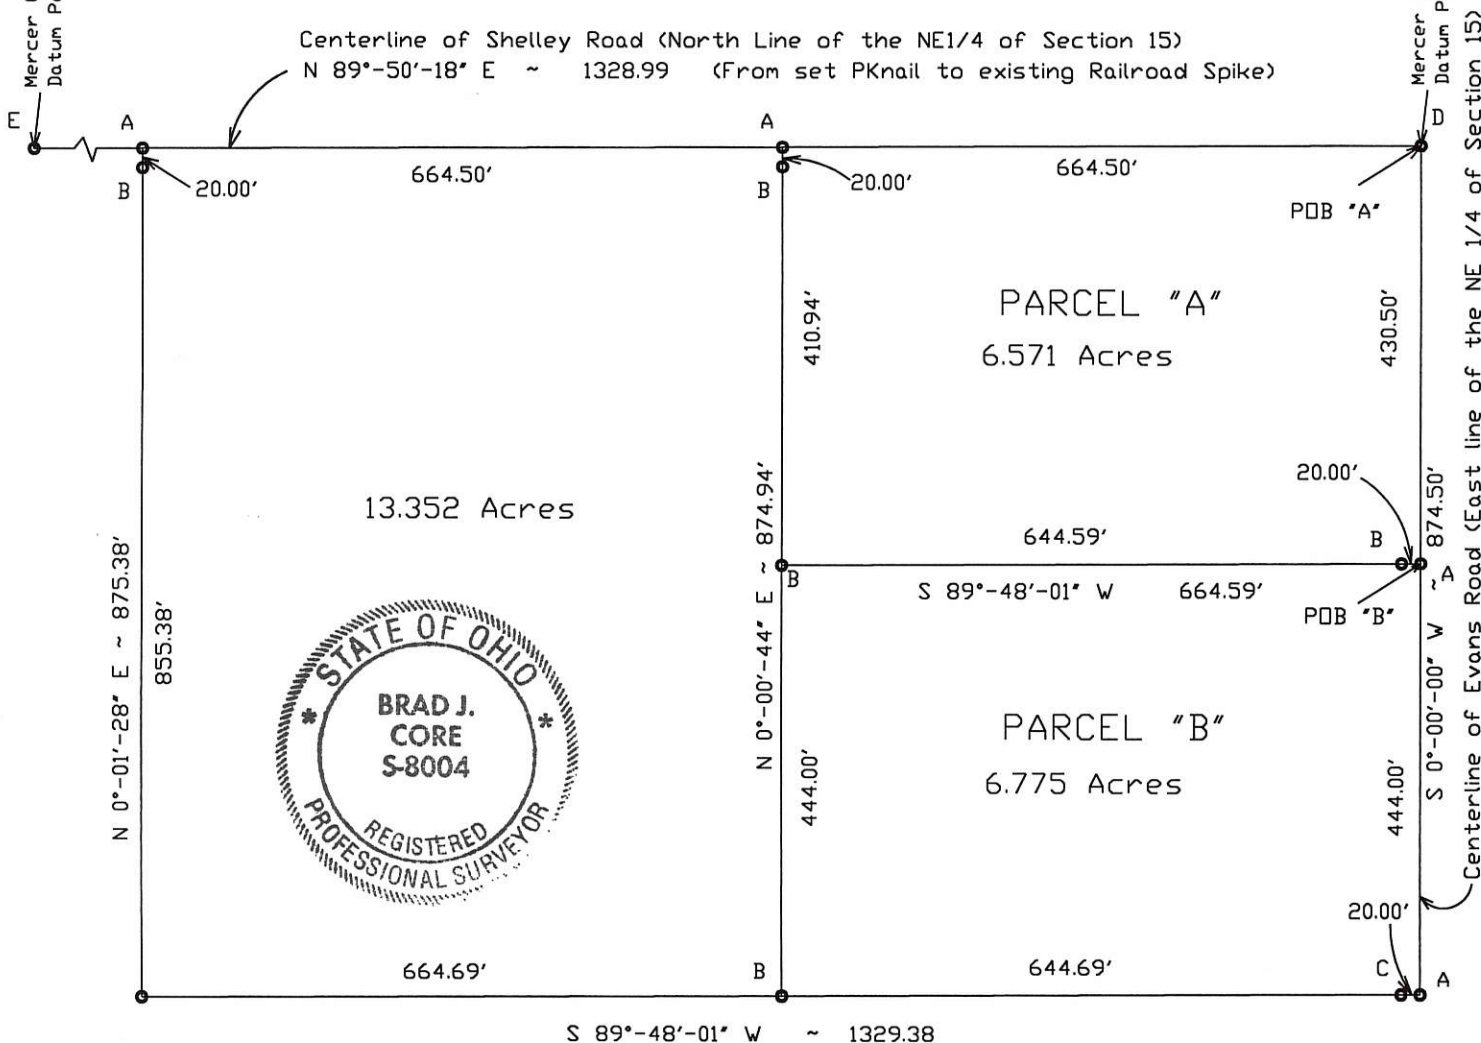 Mercer
Datum
Centerline of Shelley Road (North Line of the NE1/4 of Section 15)
N 89°-50'-18" E ~ 1328.99 (From set PKnail to existing Railroad Spike)
Mercer
Datum P
E
A
A
D
B
20.00'
664.50'
B
20.00'
664.50'
POB "A"
PARCEL "A"
6.571 Acres
410.94'
430.50'
13.352 Acres
20.00'
644.59'
B
B
A
S 89°-48'-01" W 664.59'
POB "B"
N 0°-01'-28" E ~ 875.38'
855.38'
N 0°-00'-44" E ~ 874.94'
S 0°-00'-00" W ~ 874.50'
Centerline of Evans Road (East line of the NE 1/4 of Section 15)
STATE OF OHIO
* BRAD J. *
CORE
S-8004
REGISTERED
PROFESSIONAL SURVEYOR
PARCEL "B"
6.775 Acres
444.00'
444.00'
20.00'
664.69'
B
644.69'
C
A
S 89°-48'-01" W ~ 1329.38